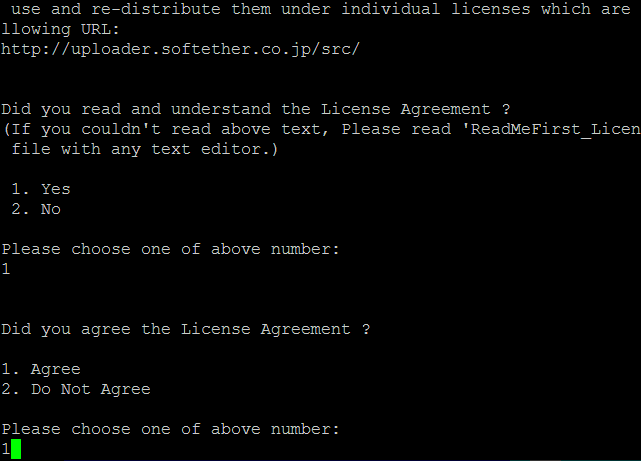 use and re-distribute them under individual licenses which are
llowing URL:
http://uploader.softether.co.jp/src/
Did you read and understand the License Agreement ?
(If you couldn't read above text, Please read 'ReadMeFirst_Licen
file with any text editor.)
1. Yes
2. No
Please choose one of above number:
1
Did you agree the License Agreement ?
1. Agree
2. Do Not Agree
Please choose one of above number:
1